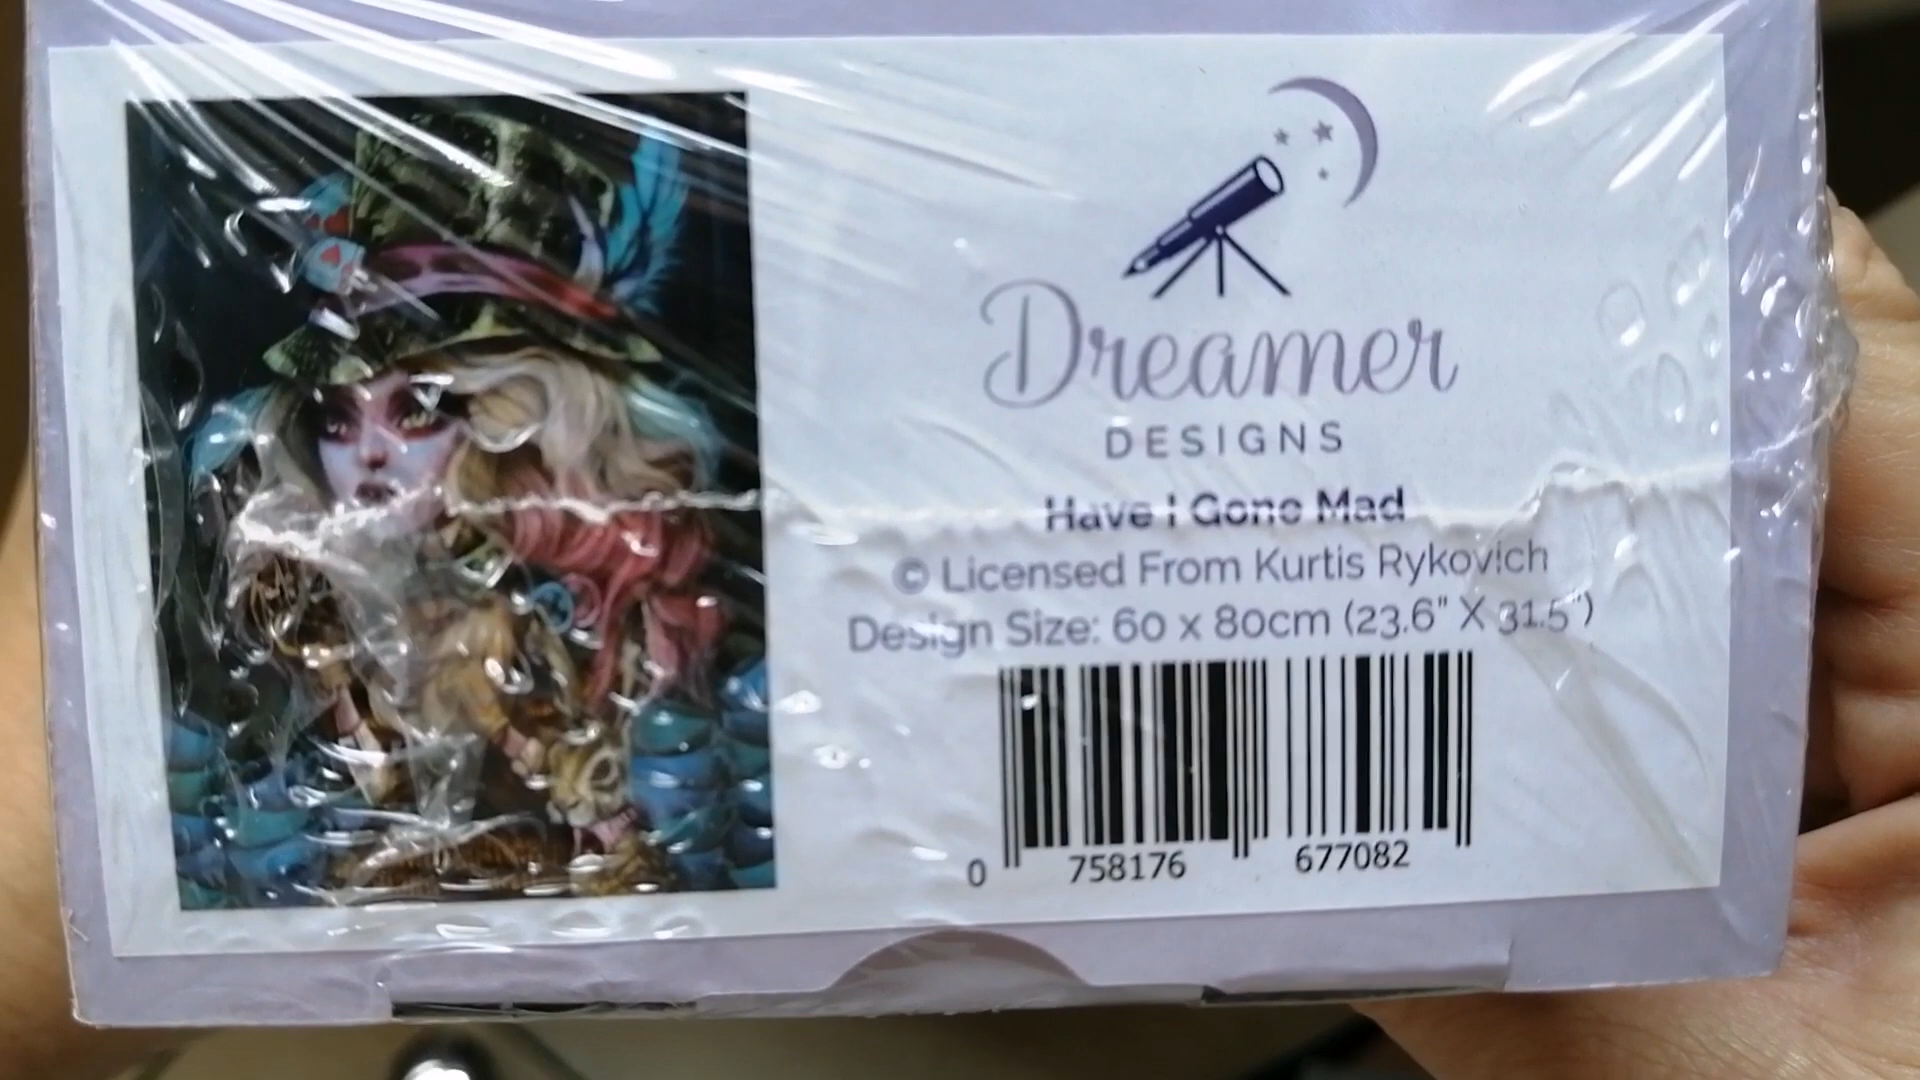 Dreamer
DESIGNS
Have I Gone Mad
© Licensed From Kurtis Rykovich
Design Size: 60 x 80cm (23.6" X 31.5")
0 758176 677082